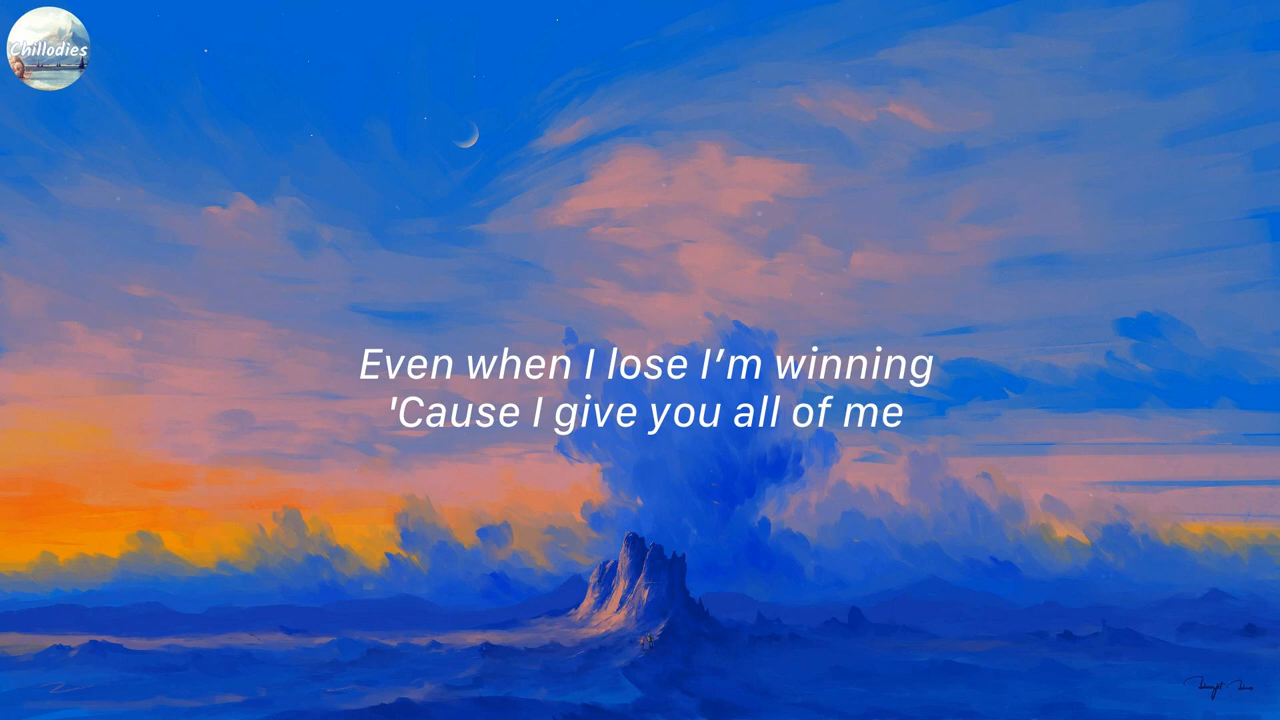 Chillodies
Even when I lose I’m winning
'Cause I give you all of me